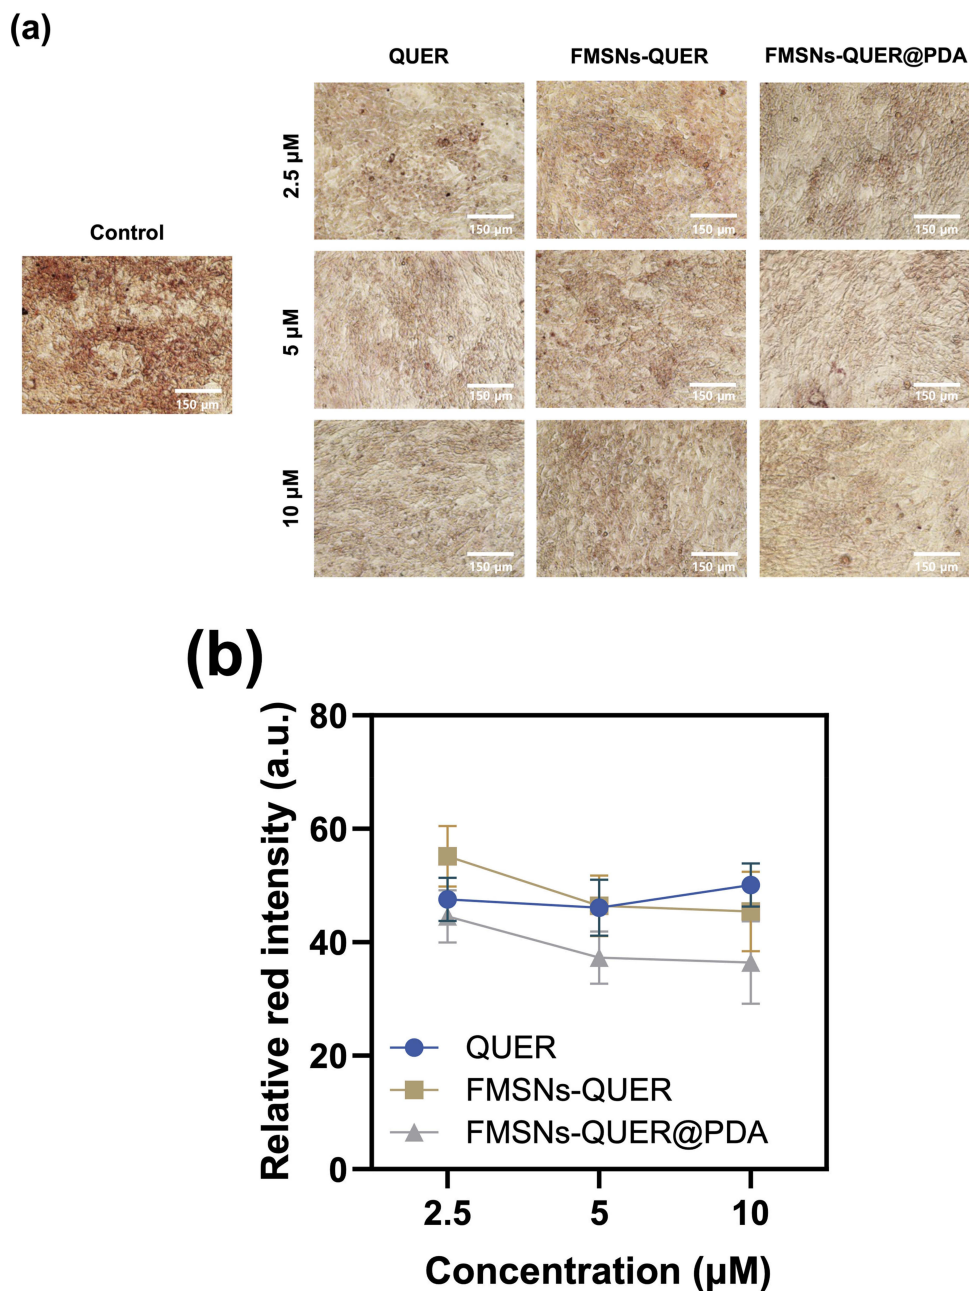 (a)
QUER FMSNs-QUER FMSNs-QUER@PDA
2.5 µM
150 µm 150 µm 150 µm
Control
150 µm
5 µM
150 µm 150 µm 150 µm
10 µM
150 µm 150 µm 150 µm
(b)
Relative red intensity (a.u.)
80
60
40
20
0
QUER
FMSNs-QUER
FMSNs-QUER@PDA
2.5 5 10
Concentration (µM)